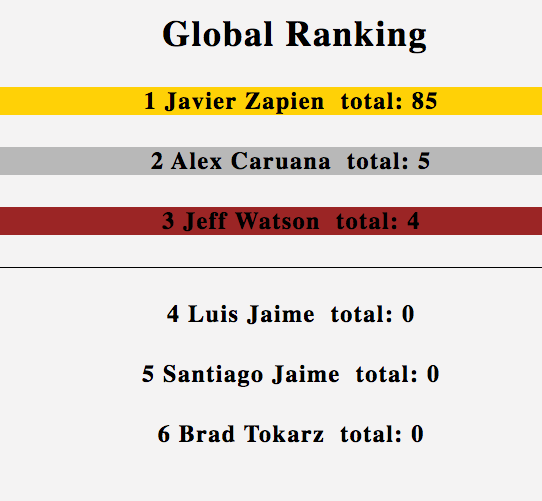 Global Ranking
1 Javier Zapien total: 85
2 Alex Caruana total: 5
3 Jeff Watson total: 4
4 Luis Jaime total: 0
5 Santiago Jaime total: 0
6 Brad Tokarz total: 0